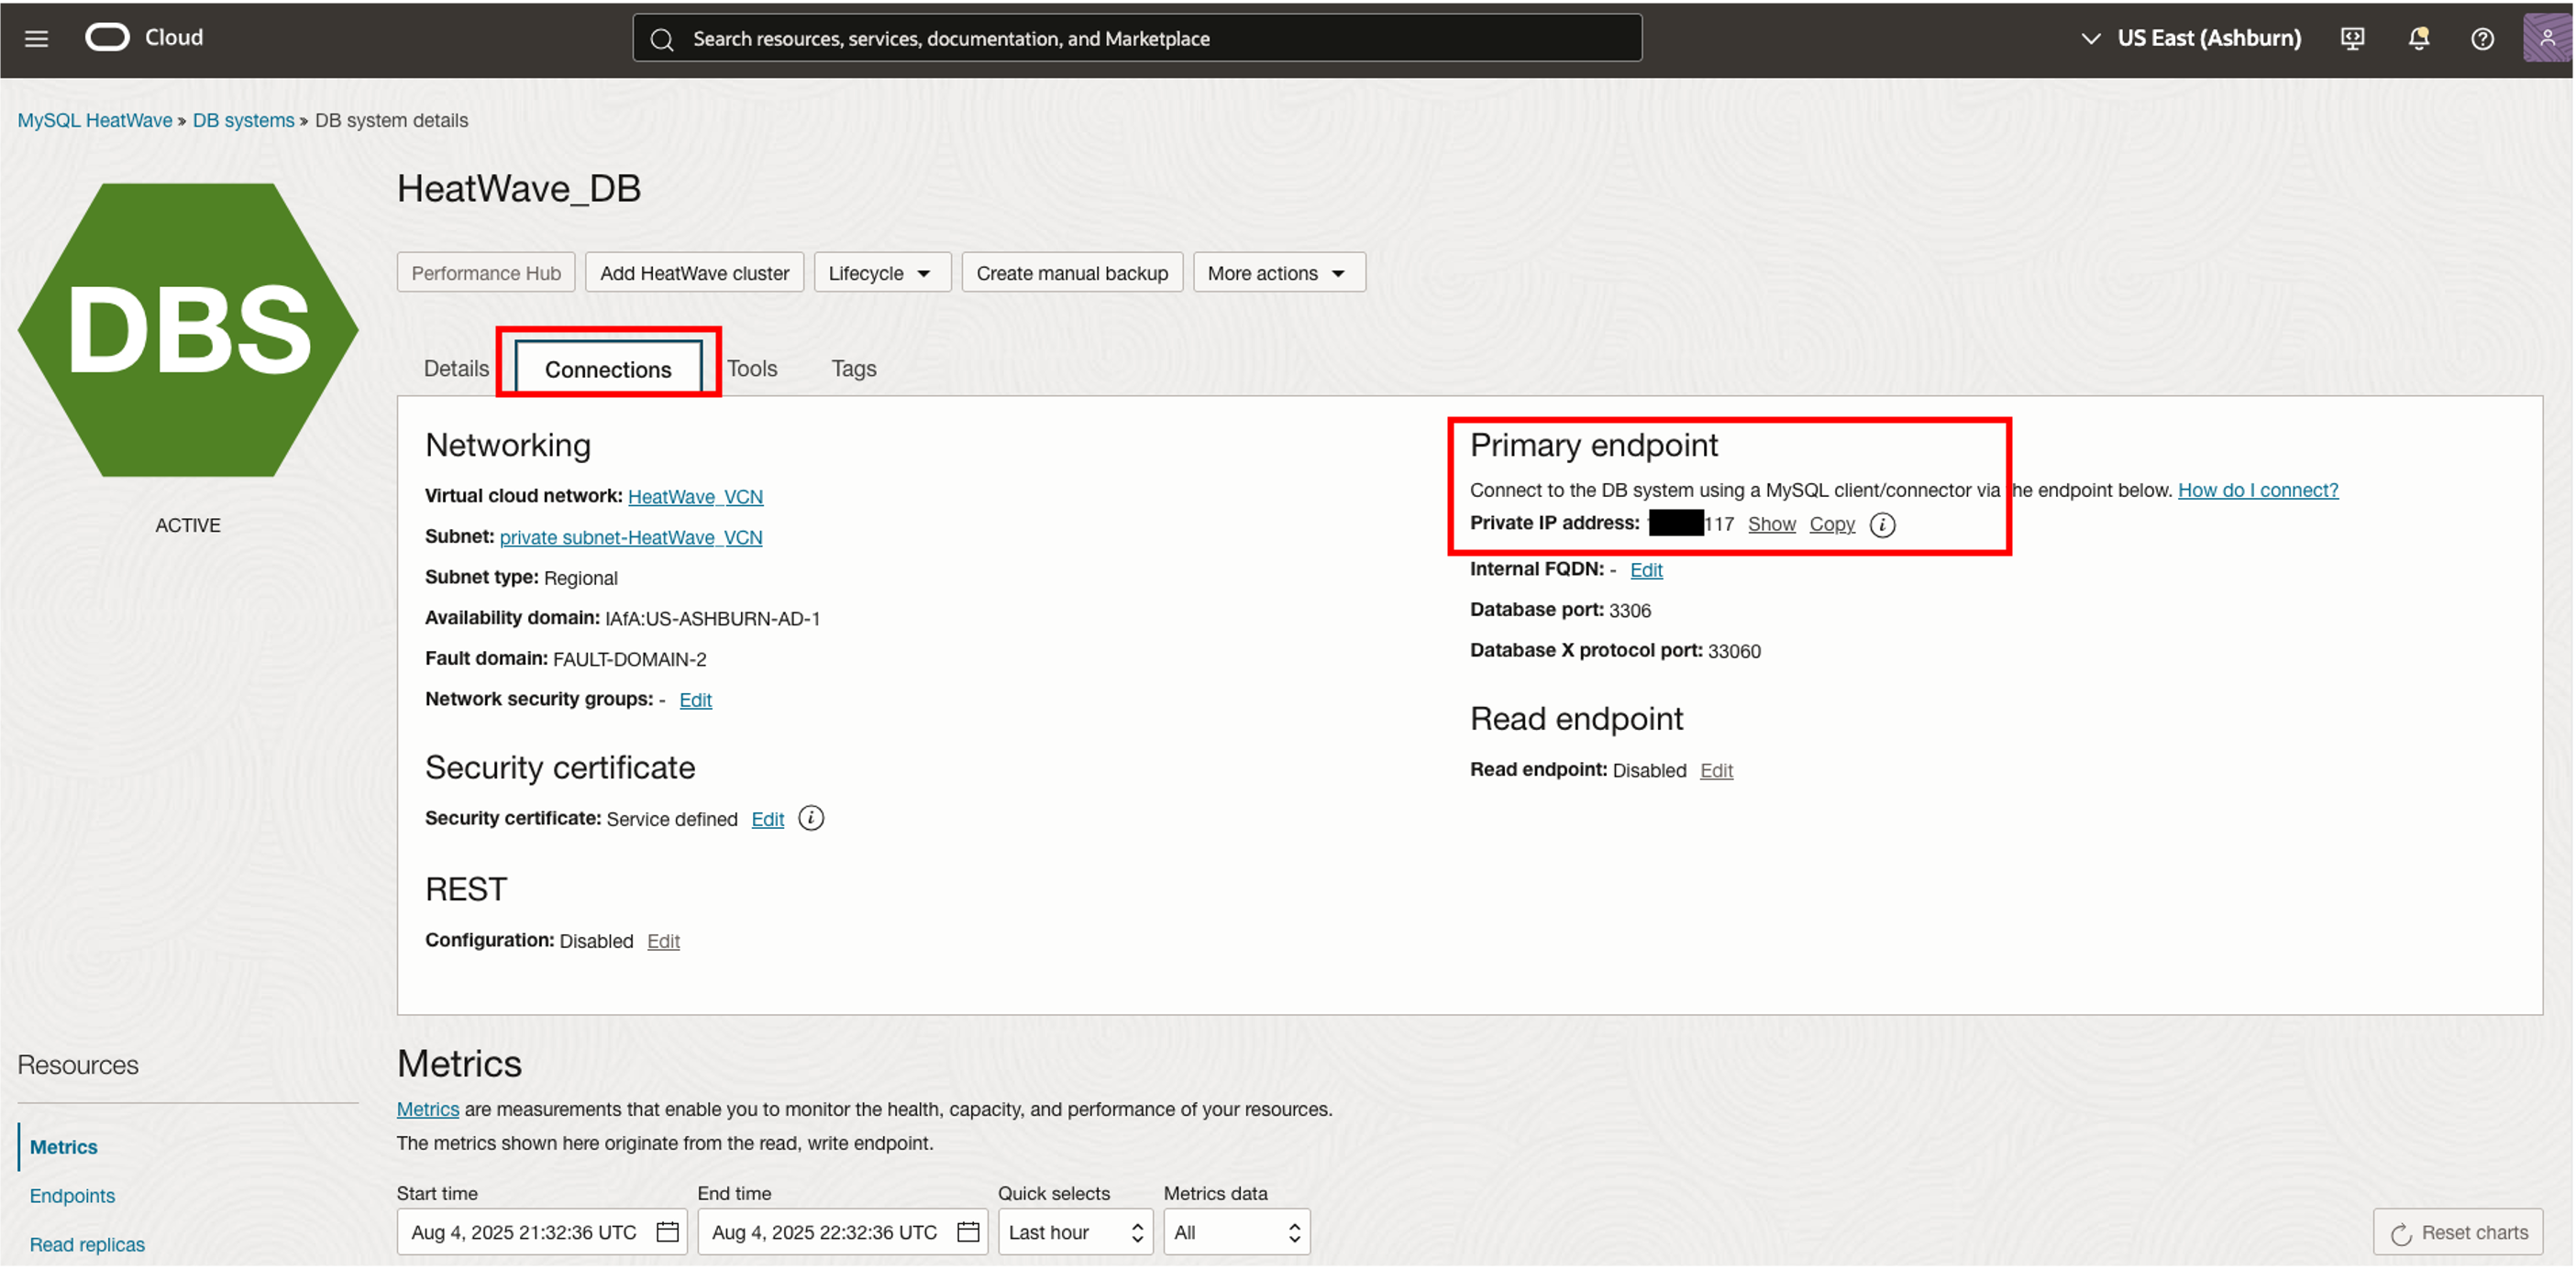 Cloud
Search resources, services, documentation, and Marketplace
US East (Ashburn)
MySQL HeatWave » DB systems » DB system details
DBS
ACTIVE
HeatWave_DB
Performance Hub
Add HeatWave cluster
Lifecycle
Create manual backup
More actions
Details
Connections
Tools
Tags
Networking
Virtual cloud network: HeatWave_VCN
Subnet: private subnet-HeatWave_VCN
Subnet type: Regional
Availability domain: IAfA:US-ASHBURN-AD-1
Fault domain: FAULT-DOMAIN-2
Network security groups: - Edit
Security certificate
Security certificate: Service defined Edit
REST
Configuration: Disabled Edit
Primary endpoint
Connect to the DB system using a MySQL client/connector via he endpoint below. How do I connect?
Private IP address: 117 Show Copy
Internal FQDN: - Edit
Database port: 3306
Database X protocol port: 33060
Read endpoint
Read endpoint: Disabled Edit
Resources
Metrics
Endpoints
Read replicas
Metrics
Metrics are measurements that enable you to monitor the health, capacity, and performance of your resources.
The metrics shown here originate from the read, write endpoint.
Start time
Aug 4, 2025 21:32:36 UTC
End time
Aug 4, 2025 22:32:36 UTC
Quick selects
Last hour
Metrics data
All
Reset charts